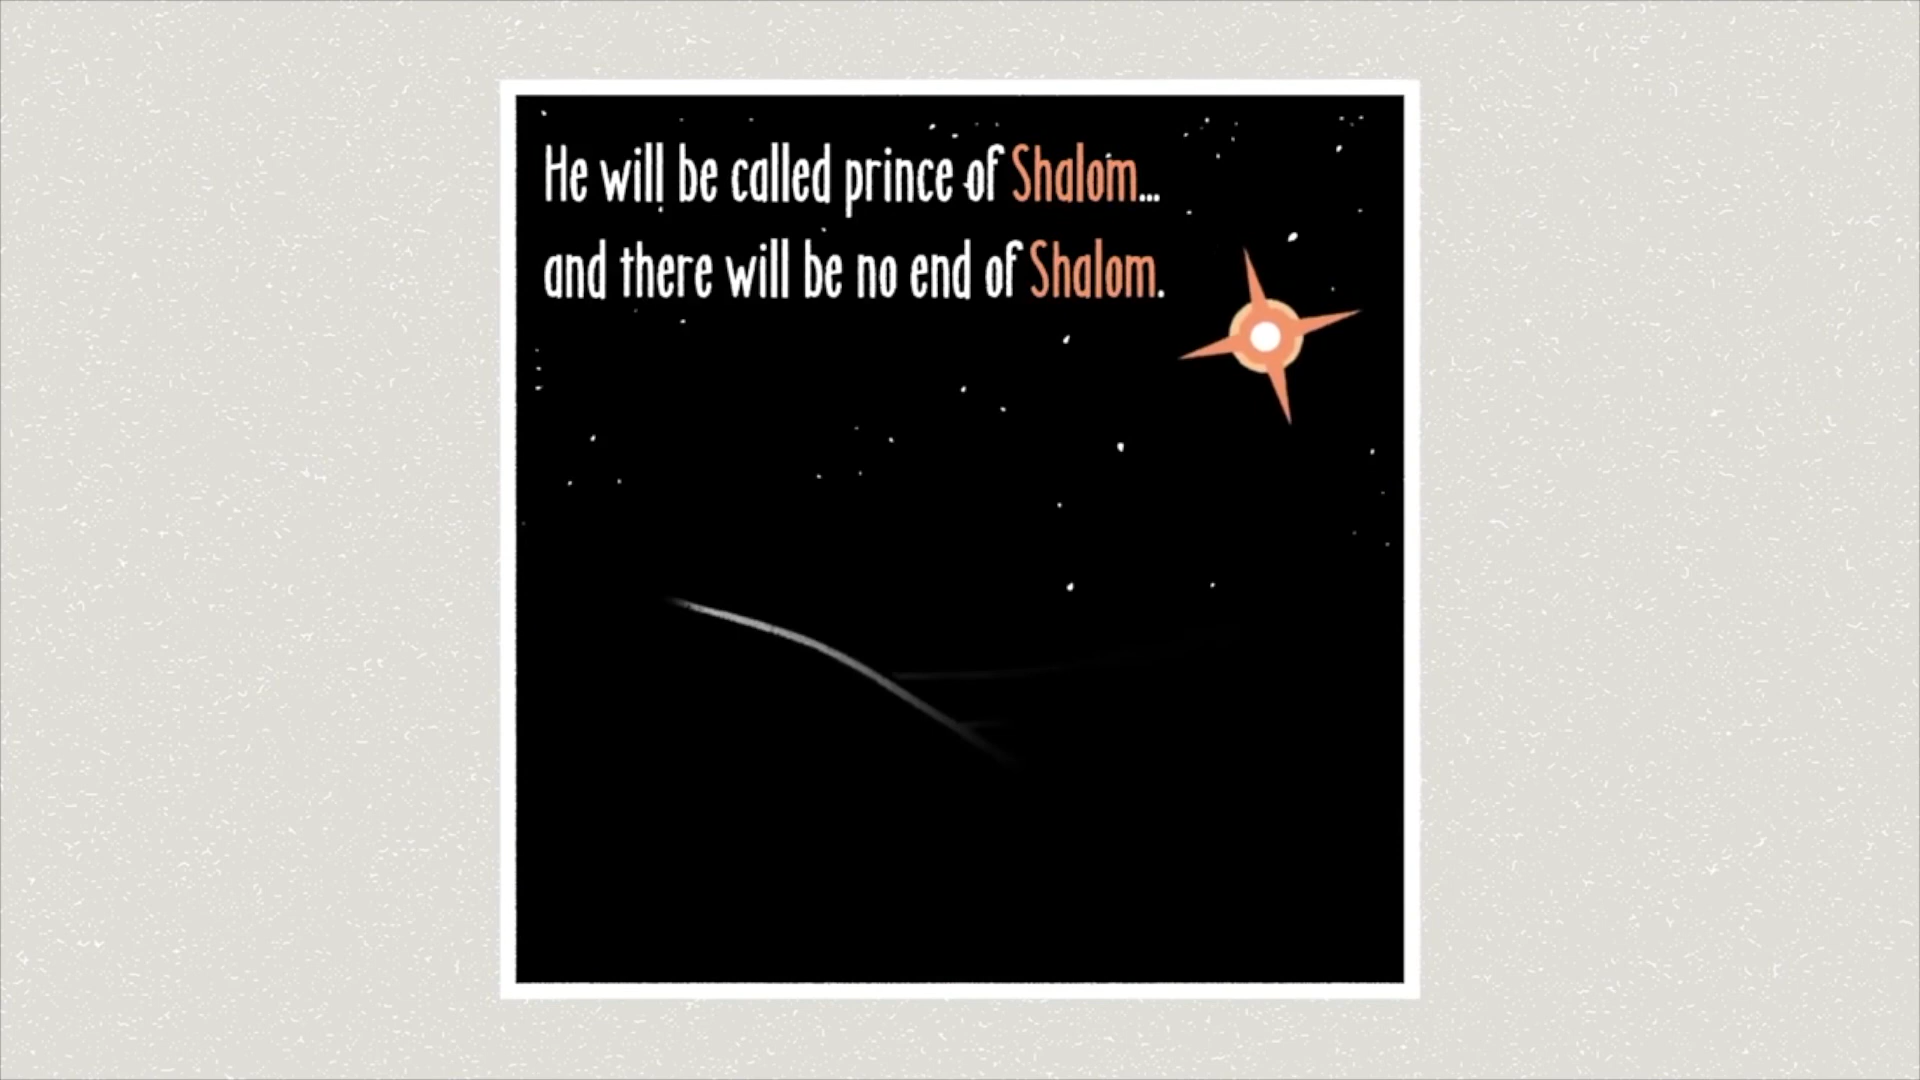 He will be called prince of Shalom...
and there will be no end of Shalom.